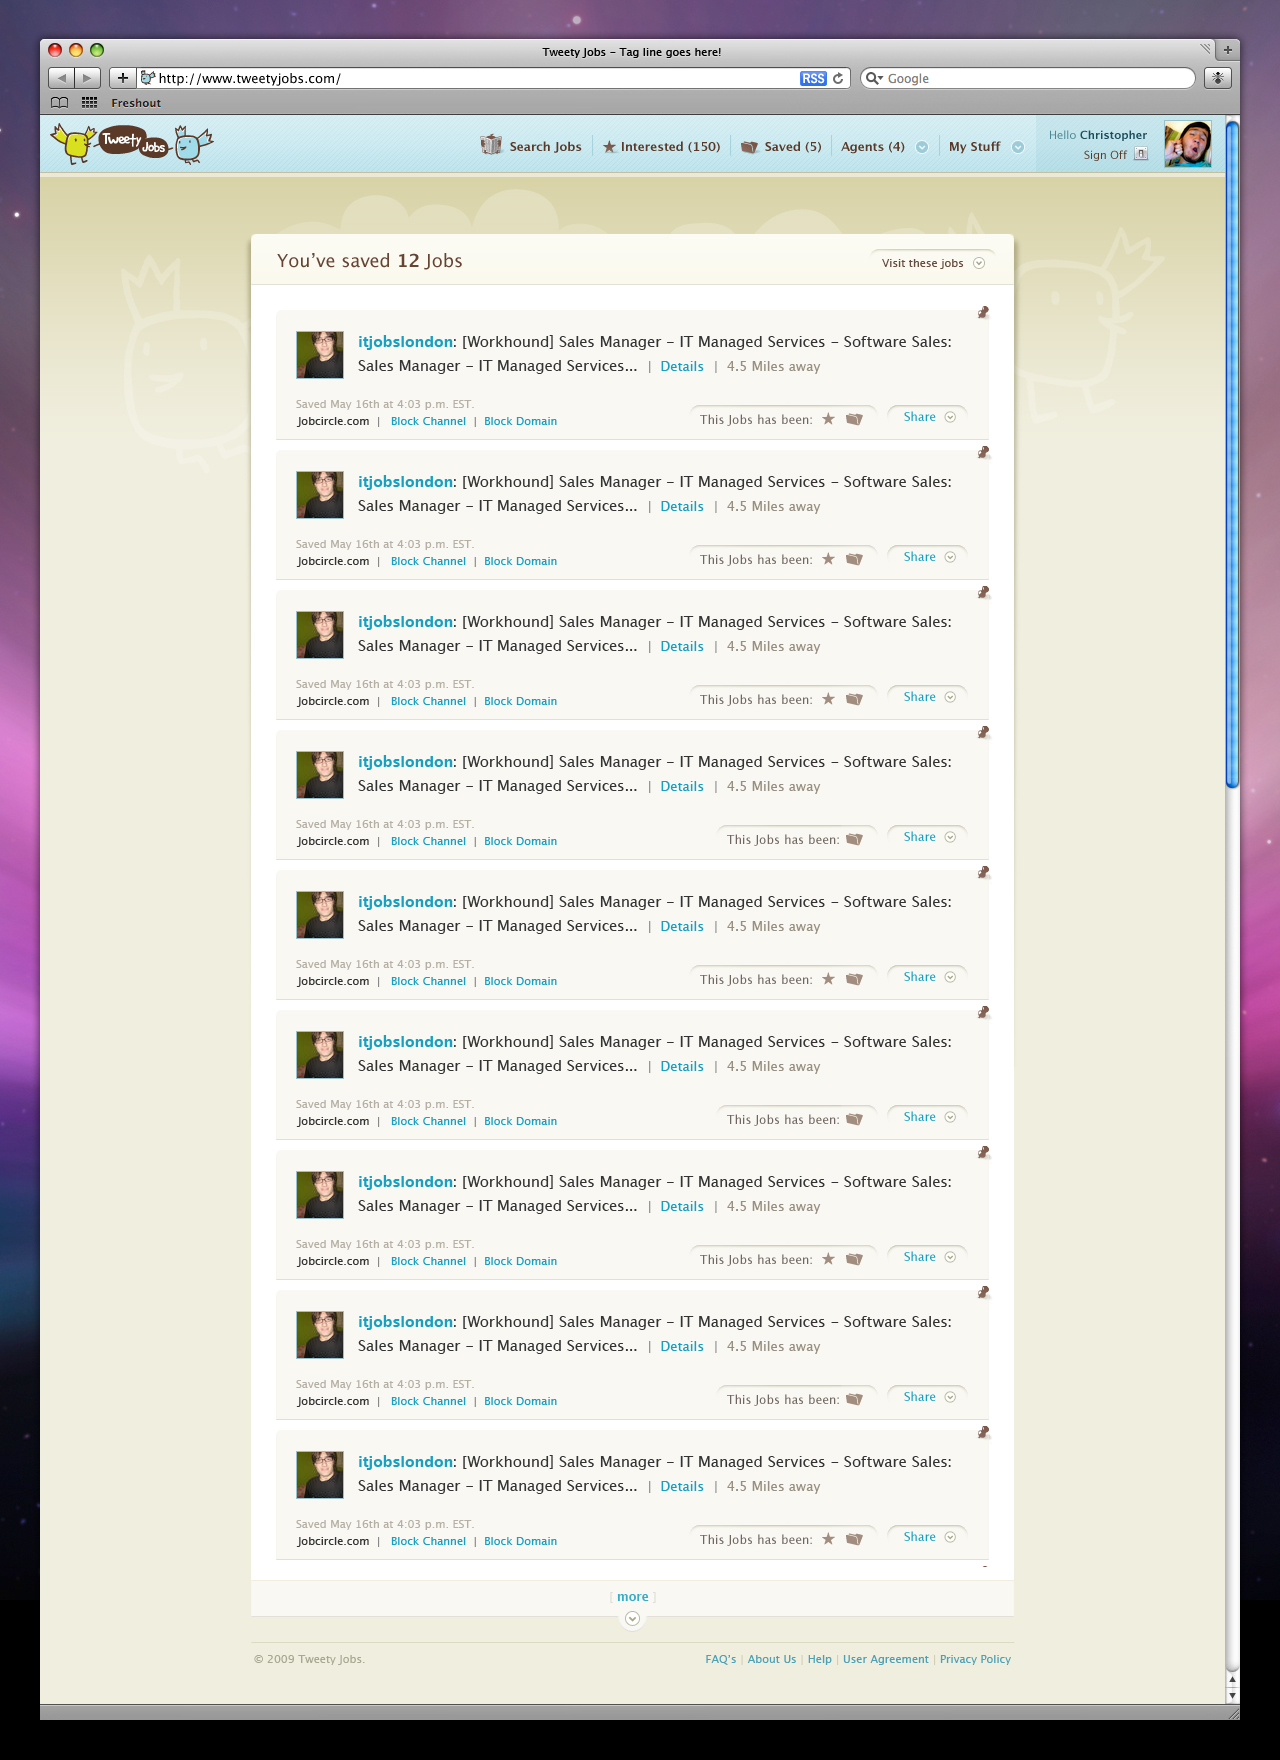 Tweety Jobs - Tag line goes here!
http://www.tweetyjobs.com/ RSS Google
Freshout
Tweety Jobs Search Jobs Interested (150) Saved (5) Agents (4) My Stuff Hello Christopher
Sign Off
You've saved 12 Jobs Visit these jobs
itjobslondon: [Workhound] Sales Manager - IT Managed Services - Software Sales:
Sales Manager - IT Managed Services... | Details | 4.5 Miles away
Saved May 16th at 4:03 p.m. EST.
Jobcircle.com | Block Channel | Block Domain This Jobs has been: Share
itjobslondon: [Workhound] Sales Manager - IT Managed Services - Software Sales:
Sales Manager - IT Managed Services... | Details | 4.5 Miles away
Saved May 16th at 4:03 p.m. EST.
Jobcircle.com | Block Channel | Block Domain This Jobs has been: Share
itjobslondon: [Workhound] Sales Manager - IT Managed Services - Software Sales:
Sales Manager - IT Managed Services... | Details | 4.5 Miles away
Saved May 16th at 4:03 p.m. EST.
Jobcircle.com | Block Channel | Block Domain This Jobs has been: Share
itjobslondon: [Workhound] Sales Manager - IT Managed Services - Software Sales:
Sales Manager - IT Managed Services... | Details | 4.5 Miles away
Saved May 16th at 4:03 p.m. EST.
Jobcircle.com | Block Channel | Block Domain This Jobs has been: Share
itjobslondon: [Workhound] Sales Manager - IT Managed Services - Software Sales:
Sales Manager - IT Managed Services... | Details | 4.5 Miles away
Saved May 16th at 4:03 p.m. EST.
Jobcircle.com | Block Channel | Block Domain This Jobs has been: Share
itjobslondon: [Workhound] Sales Manager - IT Managed Services - Software Sales:
Sales Manager - IT Managed Services... | Details | 4.5 Miles away
Saved May 16th at 4:03 p.m. EST.
Jobcircle.com | Block Channel | Block Domain This Jobs has been: Share
itjobslondon: [Workhound] Sales Manager - IT Managed Services - Software Sales:
Sales Manager - IT Managed Services... | Details | 4.5 Miles away
Saved May 16th at 4:03 p.m. EST.
Jobcircle.com | Block Channel | Block Domain This Jobs has been: Share
itjobslondon: [Workhound] Sales Manager - IT Managed Services - Software Sales:
Sales Manager - IT Managed Services... | Details | 4.5 Miles away
Saved May 16th at 4:03 p.m. EST.
Jobcircle.com | Block Channel | Block Domain This Jobs has been: Share
itjobslondon: [Workhound] Sales Manager - IT Managed Services - Software Sales:
Sales Manager - IT Managed Services... | Details | 4.5 Miles away
Saved May 16th at 4:03 p.m. EST.
Jobcircle.com | Block Channel | Block Domain This Jobs has been: Share
[ more ]
© 2009 Tweety Jobs. FAQ's | About Us | Help | User Agreement | Privacy Policy